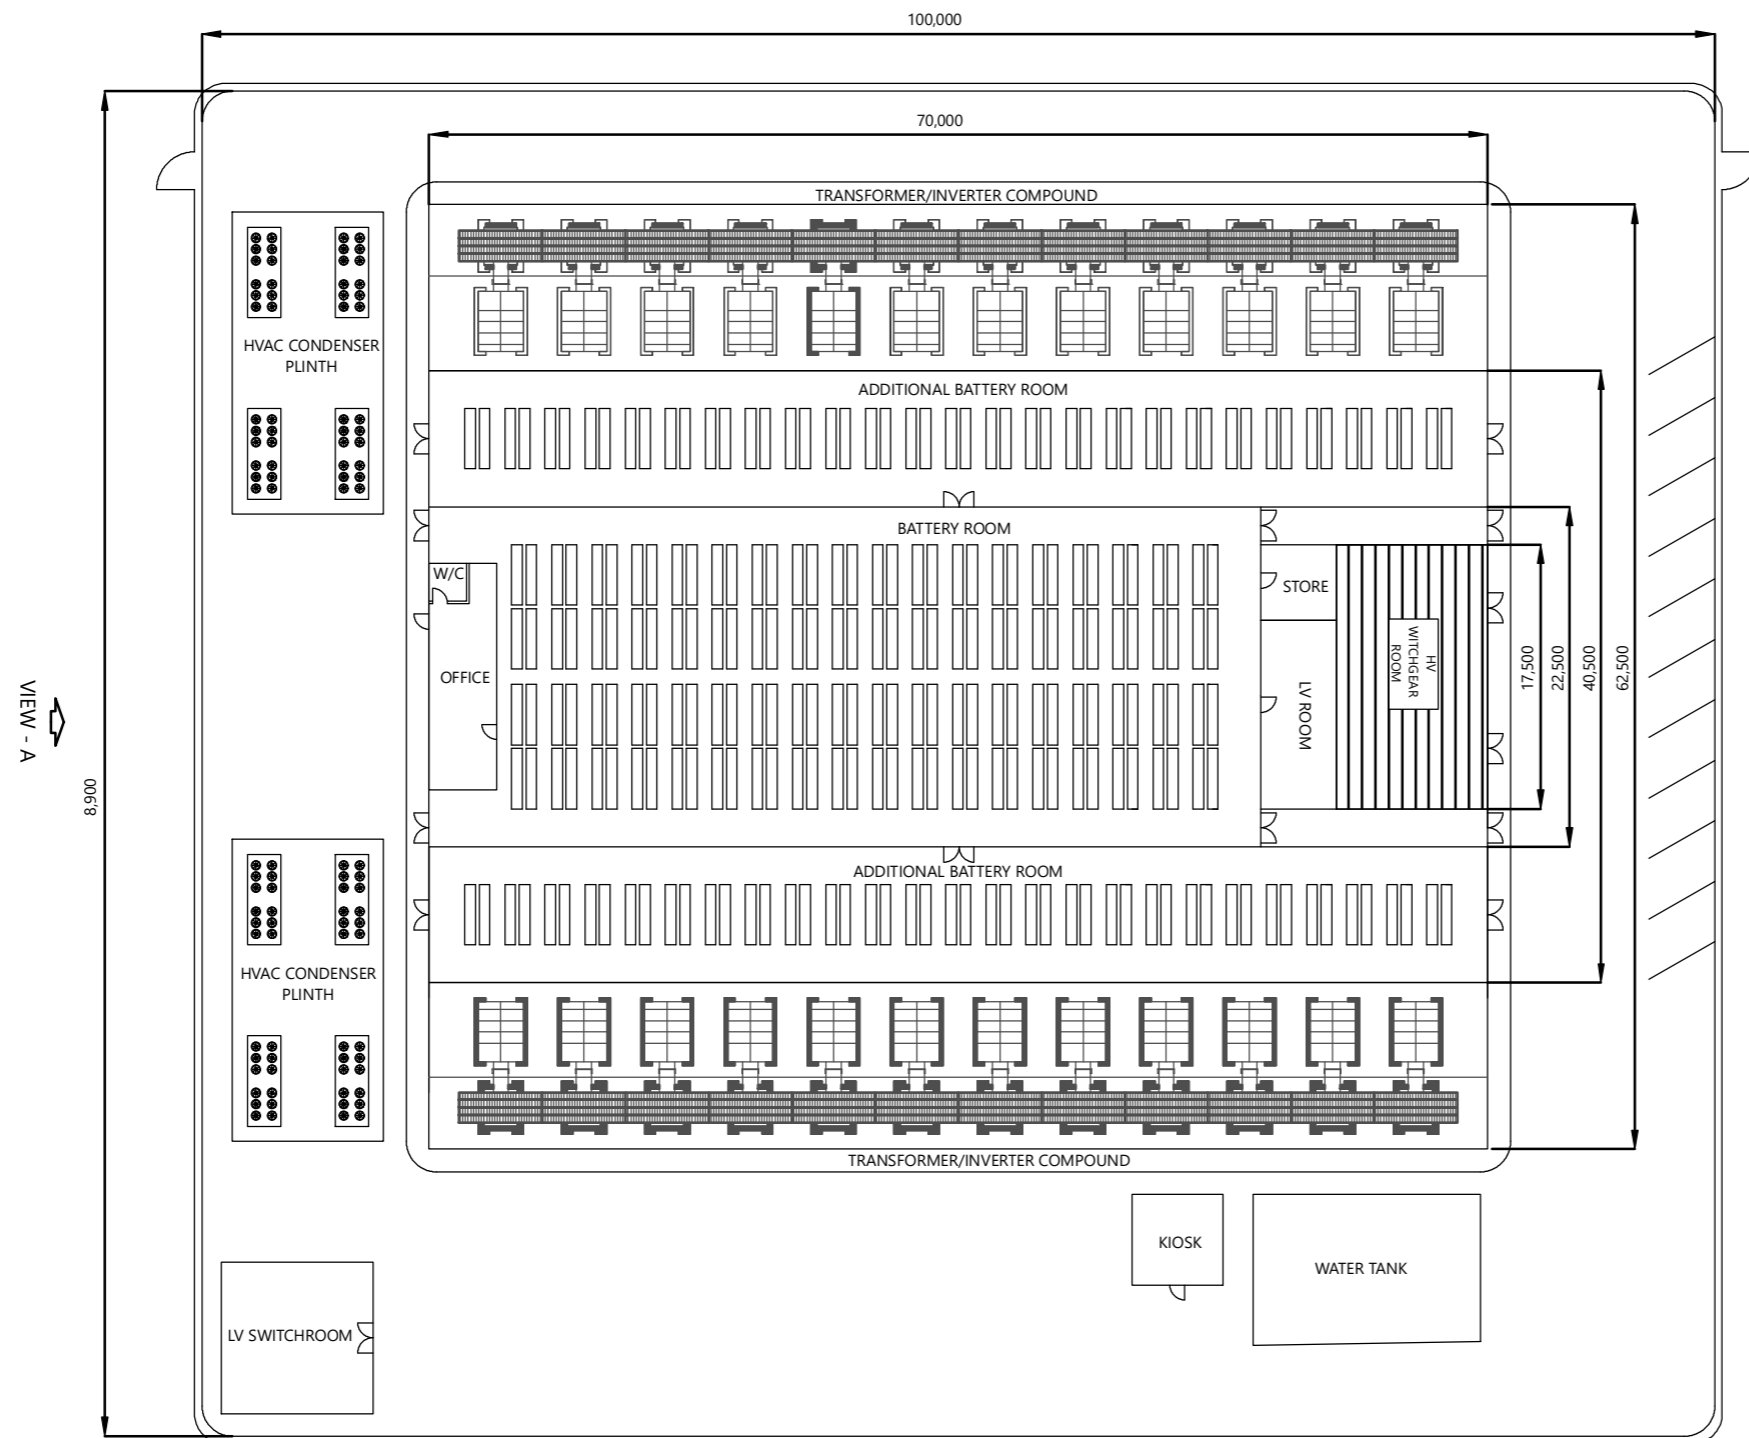 100,000
70,000
TRANSFORMER/INVERTER COMPOUND
HVAC CONDENSER
PLINTH
ADDITIONAL BATTERY ROOM
BATTERY ROOM
W/C
STORE
OFFICE
HV
WITCHGEAR
ROOM
LV ROOM
17,500
22,500
40,500
62,500
VIEW - A
8,900
ADDITIONAL BATTERY ROOM
HVAC CONDENSER
PLINTH
TRANSFORMER/INVERTER COMPOUND
KIOSK
WATER TANK
LV SWITCHROOM